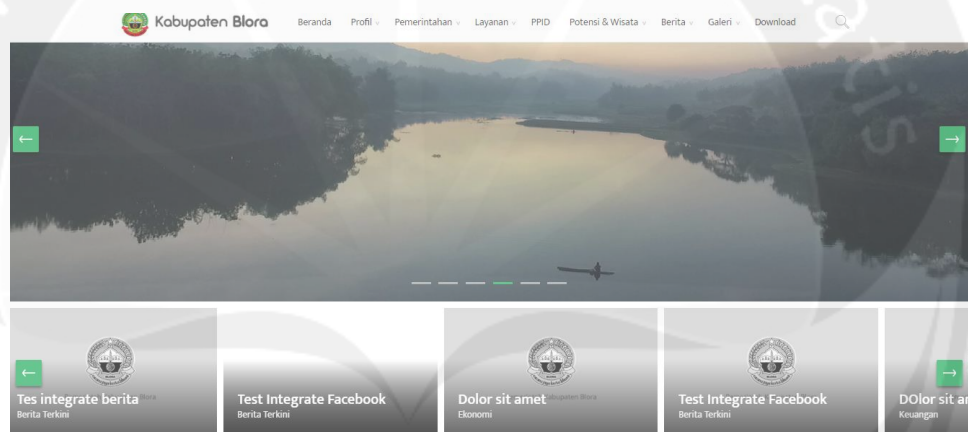 Kabupaten Blora
Beranda Profil Pemerintahan Layanan PPID Potensi & Wisata Berita Galeri Download
Tes integrate berita
Berita Terkini
Test Integrate Facebook
Berita Terkini
Dolor sit amet
Ekonomi
Test Integrate Facebook
Berita Terkini
DOlor sit am
Keuangan